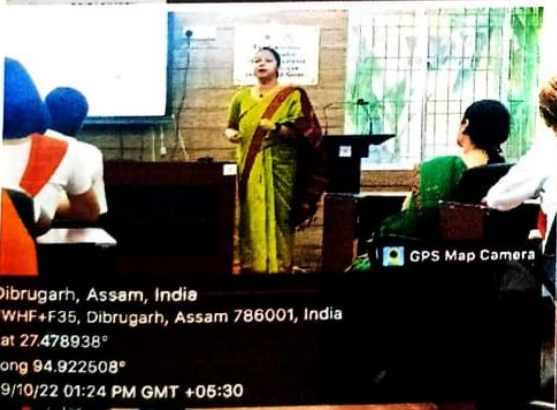 GPS Map Camera
Dibrugarh, Assam, India
WHF+F35, Dibrugarh, Assam 786001, India
at 27.478938°
ong 94.922508°
9/10/22 01:24 PM GMT +05:30